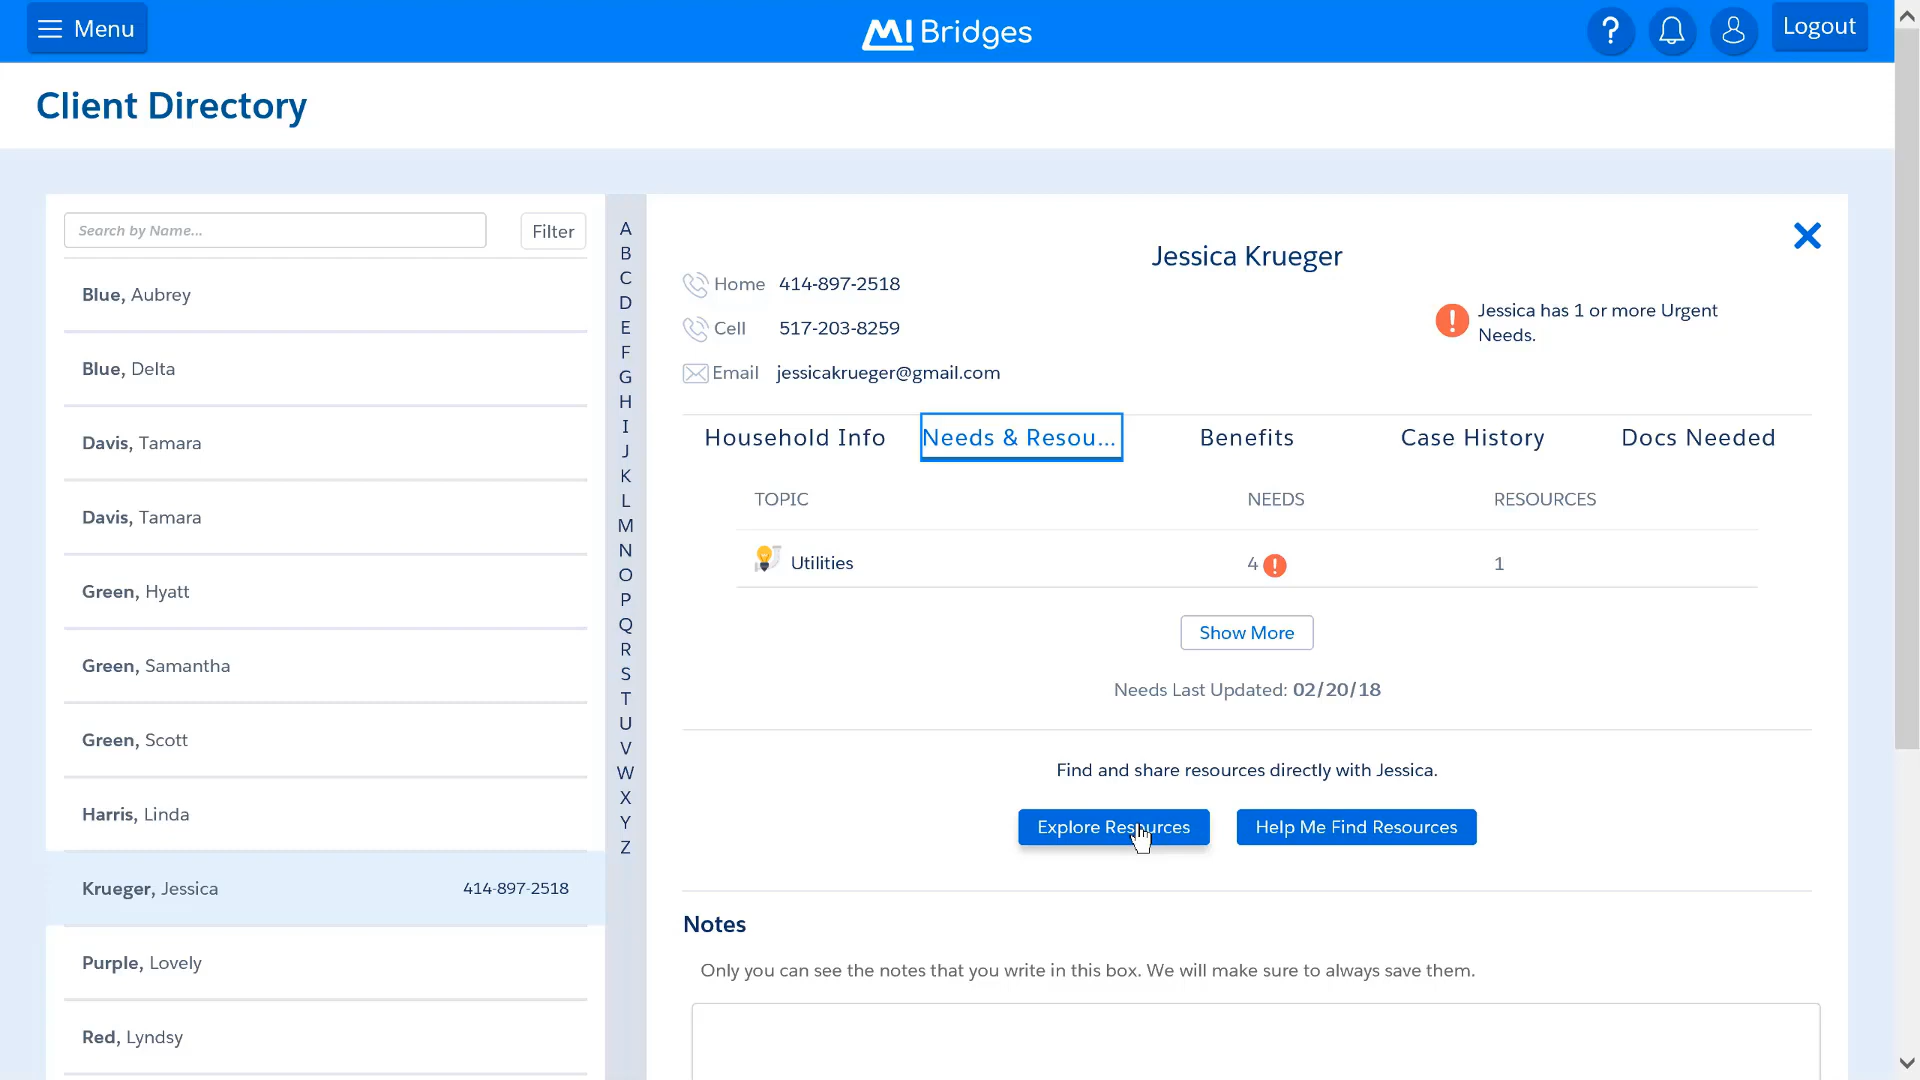 Menu
MI Bridges
?
Logout
Client Directory
Search by Name...
Filter
Blue, Aubrey
Blue, Delta
Davis, Tamara
Davis, Tamara
Green, Hyatt
Green, Samantha
Green, Scott
Harris, Linda
Krueger, Jessica 414-897-2518
Purple, Lovely
Red, Lyndsy
A
B
C
D
E
F
G
H
I
J
K
L
M
N
O
P
Q
R
S
T
U
V
W
X
Y
Z
Jessica Krueger
Home 414-897-2518
Cell 517-203-8259
Email jessicakrueger@gmail.com
! Jessica has 1 or more Urgent
Needs.
Household Info Needs & Resou... Benefits Case History Docs Needed
TOPIC NEEDS RESOURCES
Utilities 4 ! 1
Show More
Needs Last Updated: 02/20/18
Find and share resources directly with Jessica.
Explore Resources Help Me Find Resources
Notes
Only you can see the notes that you write in this box. We will make sure to always save them.